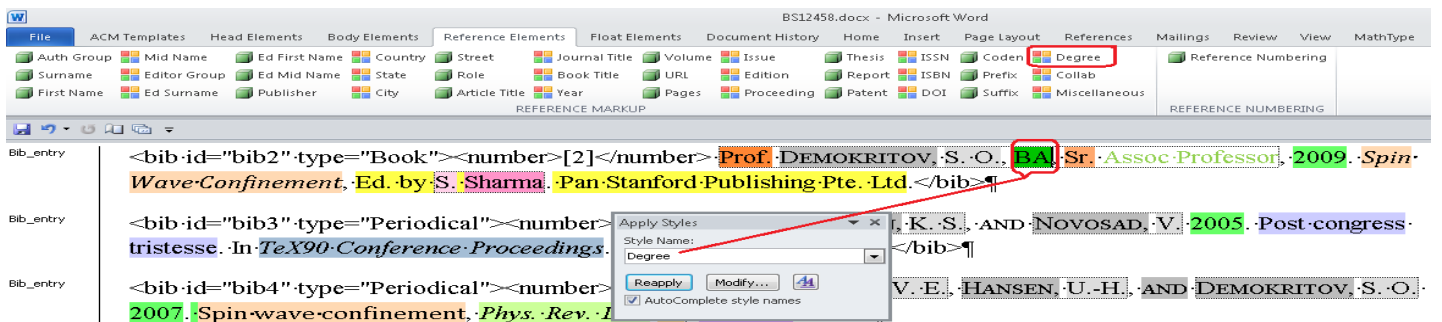 BS12458.docx - Microsoft Word
File ACM Templates Head Elements Body Elements Reference Elements Float Elements Document History Home Insert Page Layout References Mailings Review View MathType
Auth Group Mid Name Ed First Name Country Street Journal Title Volume Issue Thesis ISSN Coden Degree Reference Numbering
Surname Editor Group Ed Mid Name State Role Book Title URL Edition Report ISBN Prefix Collab
First Name Ed Surname Publisher City Article Title Year Pages Proceeding Patent DOI Suffix Miscellaneous
REFERENCE MARKUP REFERENCE NUMBERING
Bib_entry <bib·id="bib2"·type="Book"><number>[2]</number>·Prof.·DEMOKRITOV,·S.·O.,·BA,·Sr.·Assoc·Professor,·2009.·Spin·
Wave·Confinement,·Ed.·by·S.·Sharma.·Pan·Stanford·Publishing·Pte.·Ltd.</bib>¶
Bib_entry <bib·id="bib3"·type="Periodical"><number> ,·K.·S.,·AND·NOVOSAD,·V.·2005.·Post·congress·
tristesse.·In·TeX90·Conference·Proceedings. </bib>¶
Apply Styles
Style Name:
Degree
Reapply Modify...
AutoComplete style names
Bib_entry <bib·id="bib4"·type="Periodical"><number> V.·E.,·HANSEN,·U.-H.,·AND·DEMOKRITOV,·S.·O.·
2007.·Spin-wave·confinement,·Phys.·Rev.